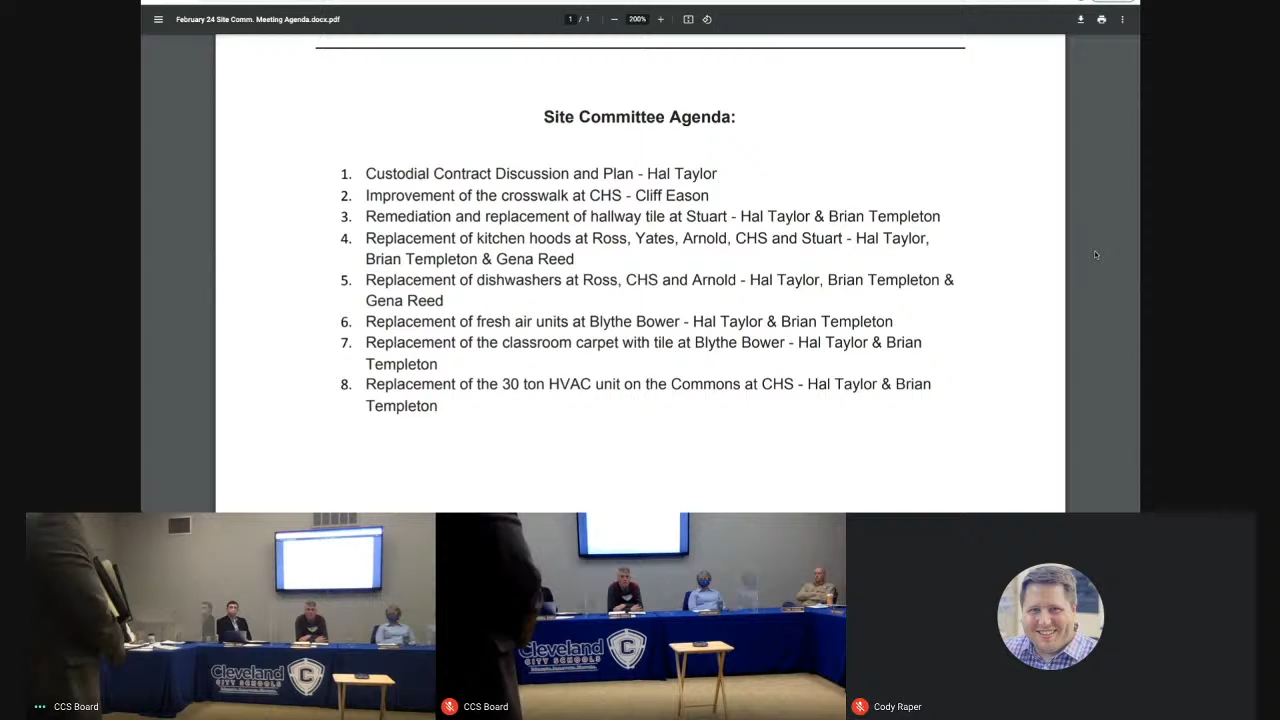 February 24 Site Comm. Meeting Agenda.docx.pdf
1 / 1
200%
Site Committee Agenda:
1. Custodial Contract Discussion and Plan - Hal Taylor
2. Improvement of the crosswalk at CHS - Cliff Eason
3. Remediation and replacement of hallway tile at Stuart - Hal Taylor & Brian Templeton
4. Replacement of kitchen hoods at Ross, Yates, Arnold, CHS and Stuart - Hal Taylor,
Brian Templeton & Gena Reed
5. Replacement of dishwashers at Ross, CHS and Arnold - Hal Taylor, Brian Templeton &
Gena Reed
6. Replacement of fresh air units at Blythe Bower - Hal Taylor & Brian Templeton
7. Replacement of the classroom carpet with tile at Blythe Bower - Hal Taylor & Brian
Templeton
8. Replacement of the 30 ton HVAC unit on the Commons at CHS - Hal Taylor & Brian
Templeton
Cleveland
CITY SCHOOLS
C
Cleveland
CITY SCHOOLS
C
CCS Board
CCS Board
Cody Raper